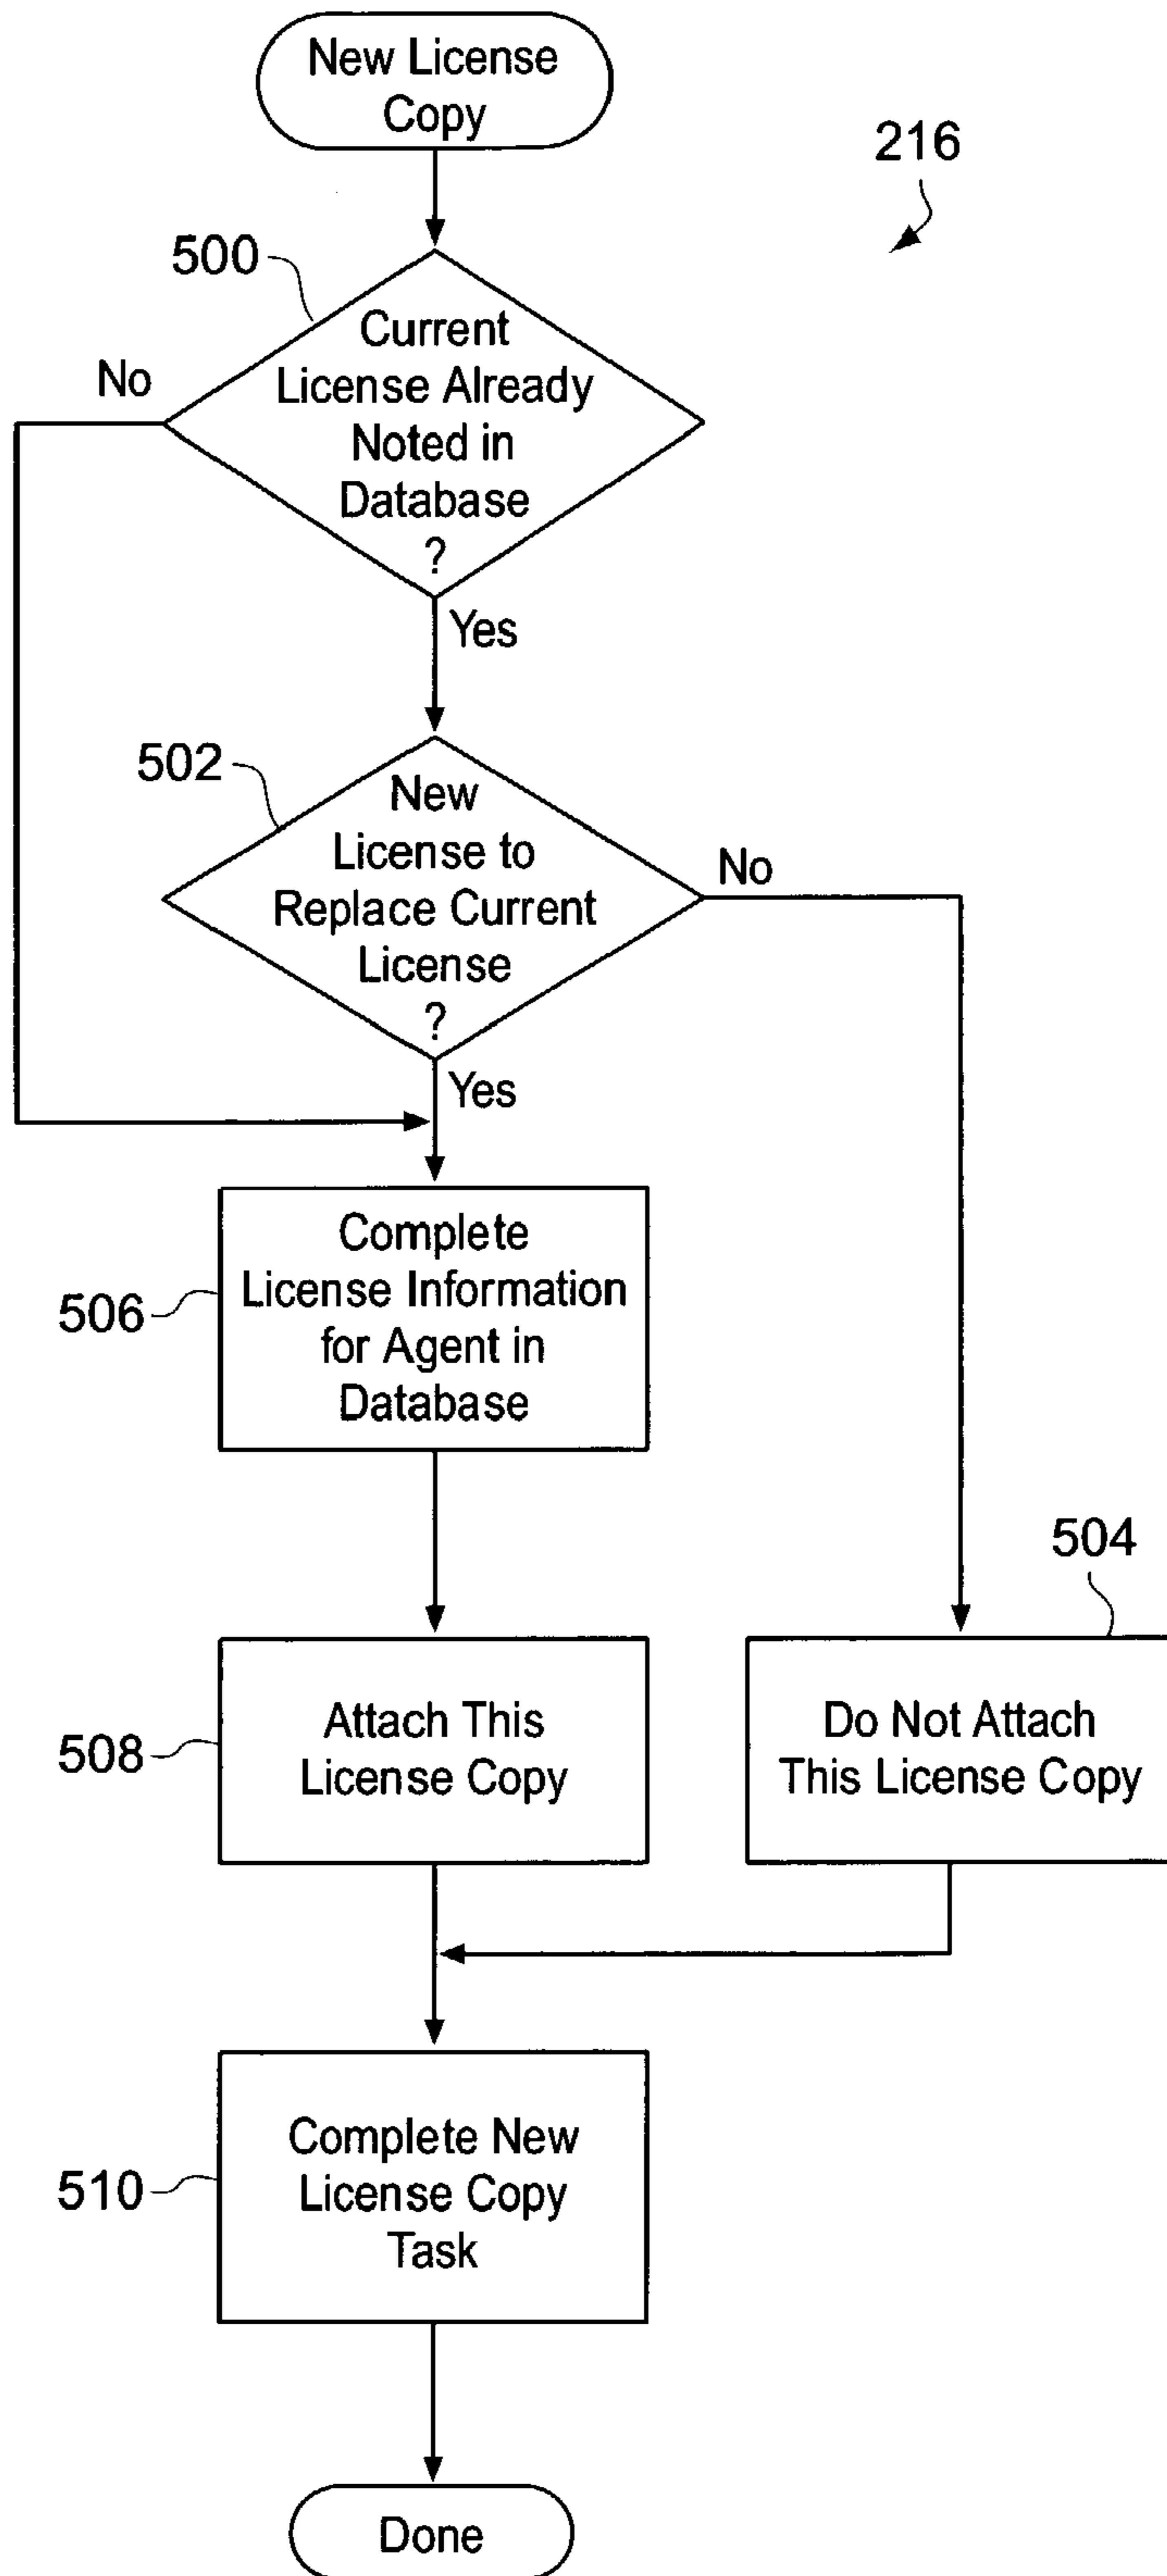 New License
Copy
216
500
Current
License Already
Noted in
Database
?
No
Yes
502
New
License to
Replace Current
License
?
No
Yes
506
Complete
License Information
for Agent in
Database
504
508
Attach This
License Copy
Do Not Attach
This License Copy
510
Complete New
License Copy
Task
Done